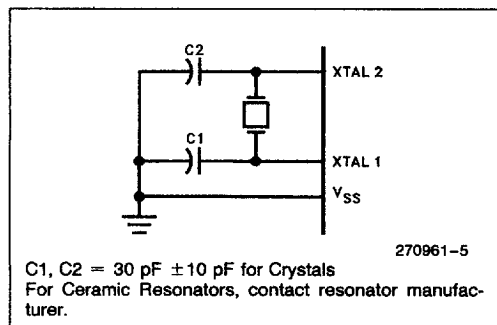 C2
XTAL 2
C1
XTAL 1
VSS
270961-5
C1, C2 = 30 pF ±10 pF for Crystals
For Ceramic Resonators, contact resonator manufac-
turer.